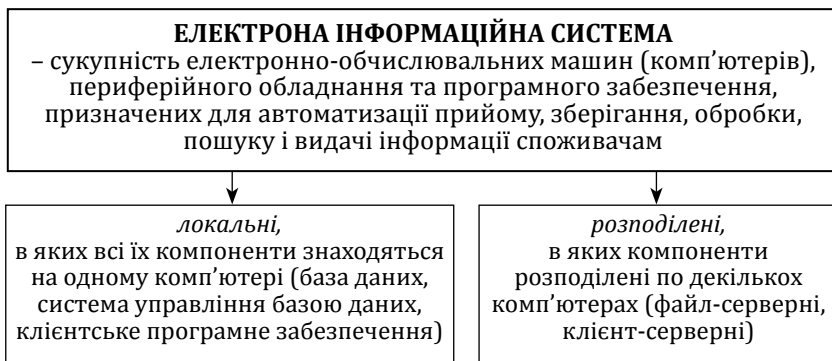 ЕЛЕКТРОНА ІНФОРМАЦІЙНА СИСТЕМА
– сукупність електронно-обчислювальних машин (комп'ютерів),
периферійного обладнання та програмного забезпечення,
призначених для автоматизації прийому, зберігання, обробки,
пошуку і видачі інформації споживачам
локальні,
в яких всі їх компоненти знаходяться
на одному комп'ютері (база даних,
система управління базою даних,
клієнтське програмне забезпечення)
розподілені,
в яких компоненти
розподілені по декількох
комп'ютерах (файл-серверні,
клієнт-серверні)